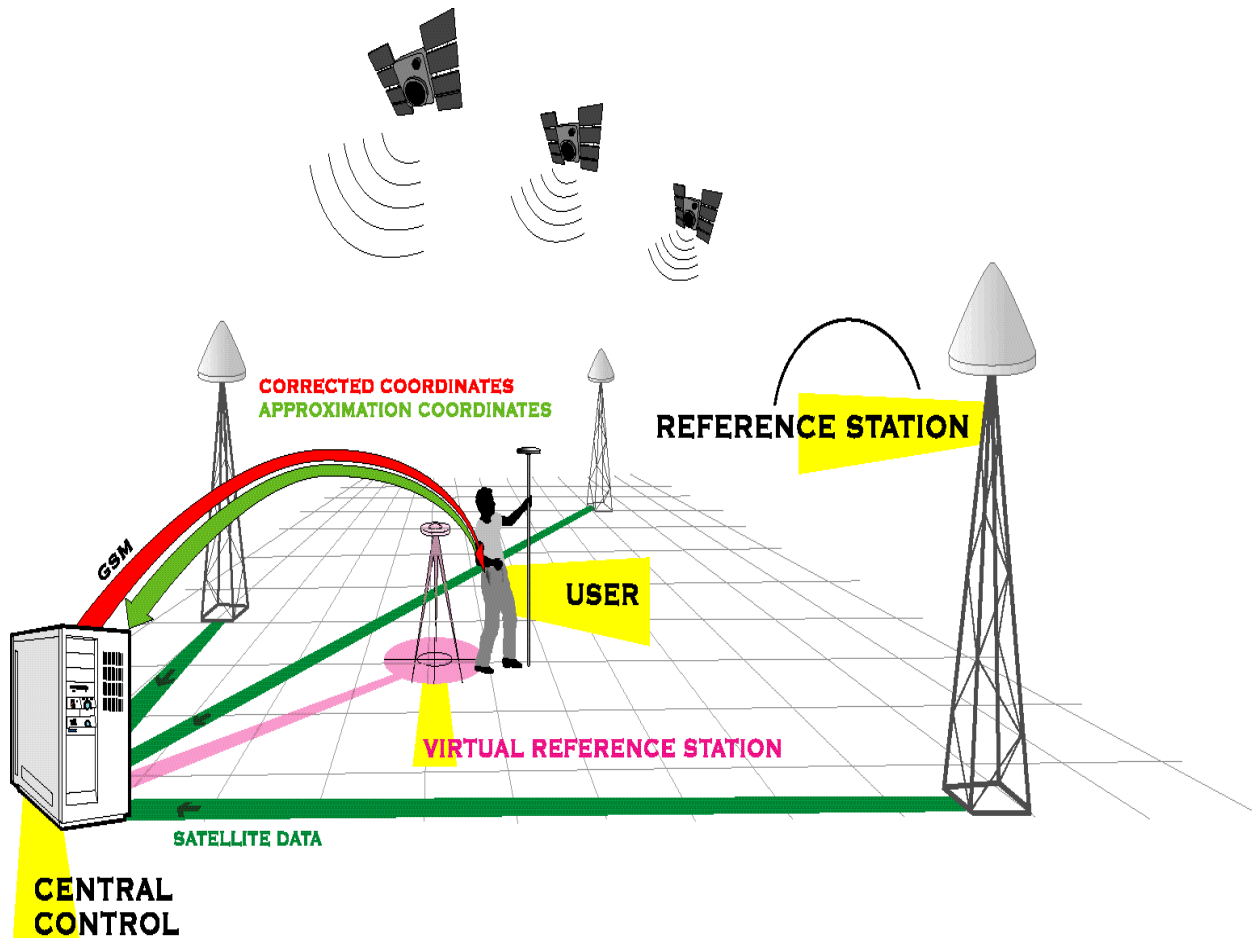 CORRECTED COORDINATES
APPROXIMATION COORDINATES
REFERENCE STATION
GSM
USER
VIRTUAL REFERENCE STATION
SATELLITE DATA
CENTRAL
CONTROL